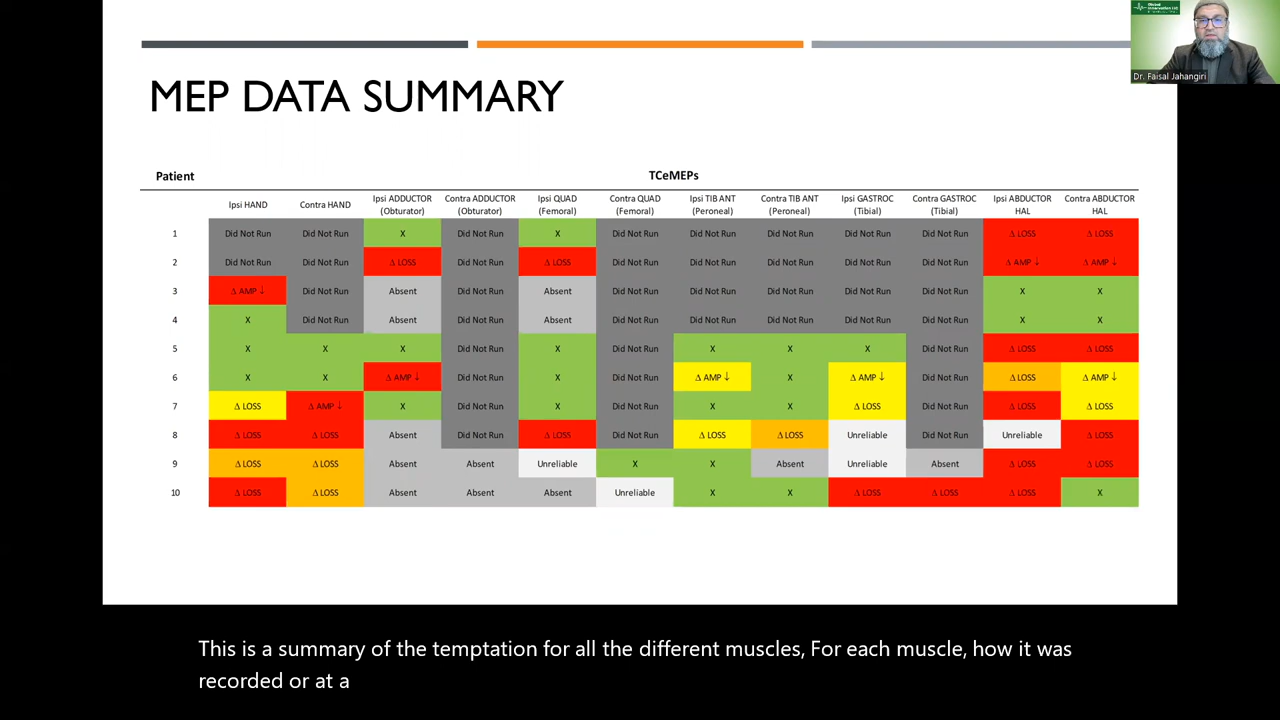 Global
Innervation LLC
Dr. Faisal Jahangiri
MEP DATA SUMMARY
Patient TCeMEPs
Ipsi HAND Contra HAND Ipsi ADDUCTOR (Obturator) Contra ADDUCTOR (Obturator) Ipsi QUAD (Femoral) Contra QUAD (Femoral) Ipsi TIB ANT (Peroneal) Contra TIB ANT (Peroneal) Ipsi GASTROC (Tibial) Contra GASTROC (Tibial) Ipsi ABDUCTOR HAL Contra ABDUCTOR HAL
1 Did Not Run Did Not Run X Did Not Run X Did Not Run Did Not Run Did Not Run Did Not Run Did Not Run Δ LOSS Δ LOSS
2 Did Not Run Did Not Run Δ LOSS Did Not Run Δ LOSS Did Not Run Did Not Run Did Not Run Did Not Run Did Not Run Δ AMP ↓ Δ AMP ↓
3 Δ AMP ↓ Did Not Run Absent Did Not Run Absent Did Not Run Did Not Run Did Not Run Did Not Run Did Not Run X X
4 X Did Not Run Absent Did Not Run Absent Did Not Run Did Not Run Did Not Run Did Not Run Did Not Run X X
5 X X X Did Not Run X Did Not Run X X X Did Not Run Δ LOSS Δ LOSS
6 X X Δ AMP ↓ Did Not Run X Did Not Run Δ AMP ↓ X Δ AMP ↓ Did Not Run Δ LOSS Δ AMP ↓
7 Δ LOSS Δ AMP ↓ X Did Not Run X Did Not Run X X Δ LOSS Did Not Run Δ LOSS Δ LOSS
8 Δ LOSS Δ LOSS Absent Did Not Run Δ LOSS Did Not Run Δ LOSS Δ LOSS Unreliable Did Not Run Unreliable Δ LOSS
9 Δ LOSS Δ LOSS Absent Absent Unreliable X X Absent Unreliable Absent Δ LOSS Δ LOSS
10 Δ LOSS Δ LOSS Absent Absent Absent Unreliable X X Δ LOSS Δ LOSS Δ LOSS X
This is a summary of the temptation for all the different muscles, For each muscle, how it was
recorded or at a